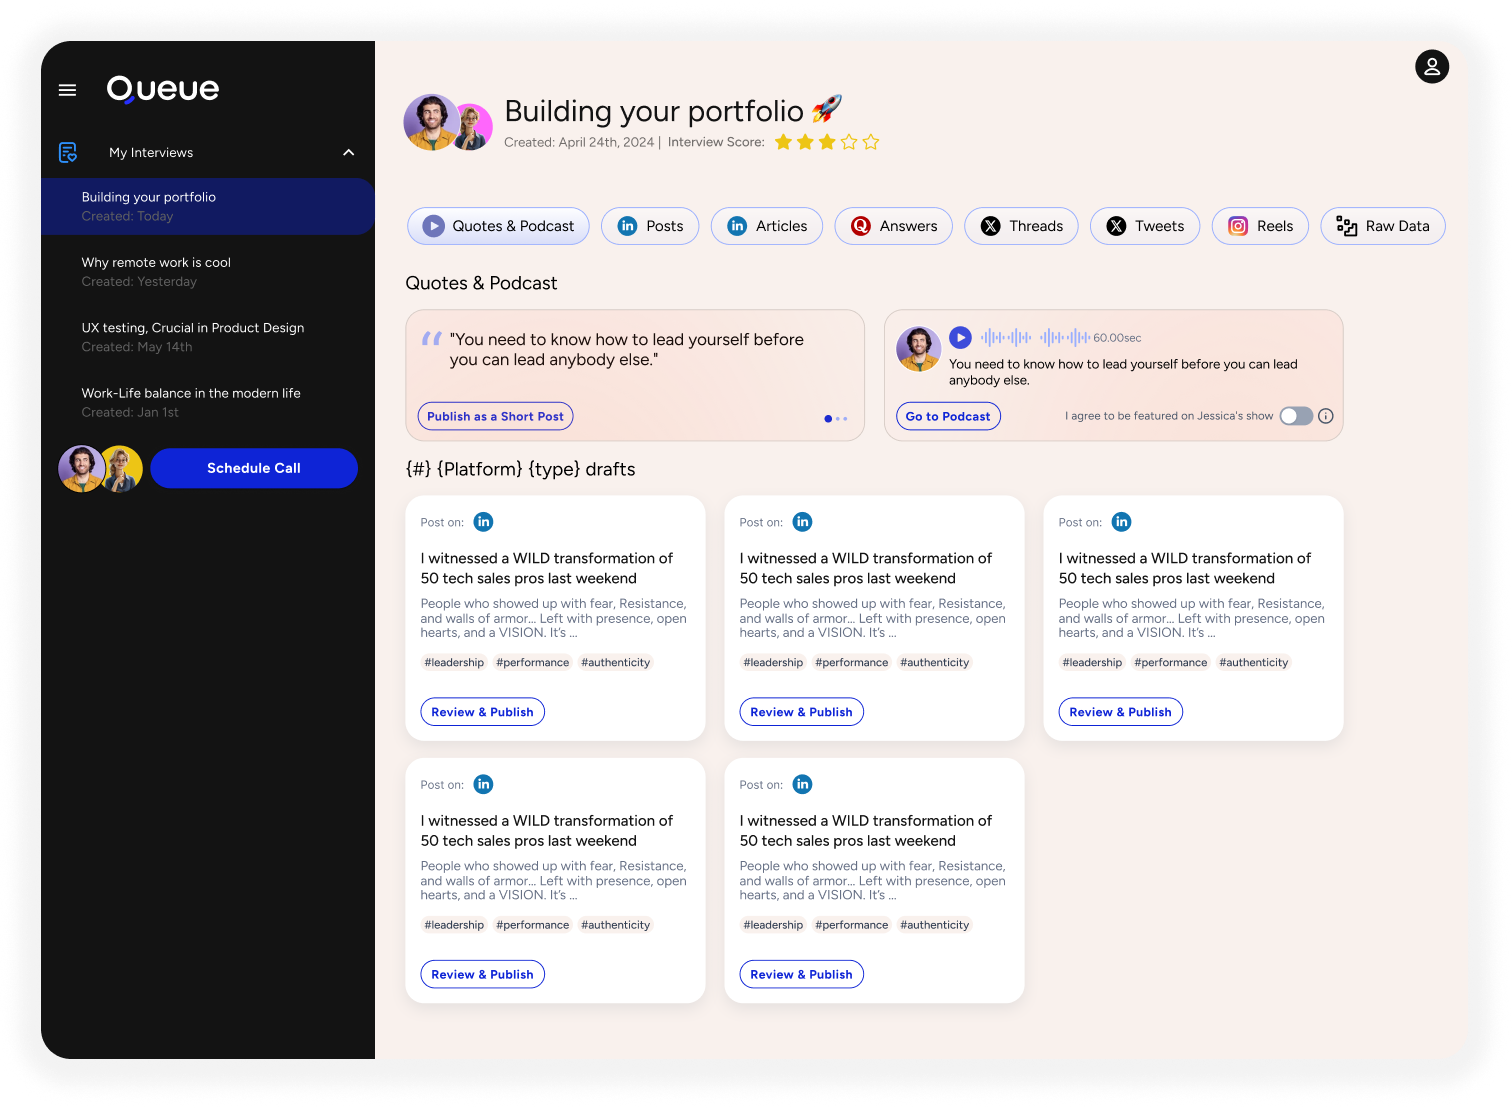 Queue
My Interviews
Building your portfolio
Created: Today
Why remote work is cool
Created: Yesterday
UX testing, Crucial in Product Design
Created: May 14th
Work-Life balance in the modern life
Created: Jan 1st
Schedule Call
Building your portfolio 🚀
Created: April 24th, 2024 | Interview Score:
Quotes & Podcast
Posts
Articles
Answers
Threads
Tweets
Reels
Raw Data
Quotes & Podcast
"You need to know how to lead yourself before
you can lead anybody else."
Publish as a Short Post
60.00sec
You need to know how to lead yourself before you can lead
anybody else.
Go to Podcast
I agree to be featured on Jessica's show
{#} {Platform} {type} drafts
Post on:
I witnessed a WILD transformation of
50 tech sales pros last weekend
People who showed up with fear, Resistance,
and walls of armor... Left with presence, open
hearts, and a VISION. It's ...
#leadership #performance #authenticity
Review & Publish
Post on:
I witnessed a WILD transformation of
50 tech sales pros last weekend
People who showed up with fear, Resistance,
and walls of armor... Left with presence, open
hearts, and a VISION. It's ...
#leadership #performance #authenticity
Review & Publish
Post on:
I witnessed a WILD transformation of
50 tech sales pros last weekend
People who showed up with fear, Resistance,
and walls of armor... Left with presence, open
hearts, and a VISION. It's ...
#leadership #performance #authenticity
Review & Publish
Post on:
I witnessed a WILD transformation of
50 tech sales pros last weekend
People who showed up with fear, Resistance,
and walls of armor... Left with presence, open
hearts, and a VISION. It's ...
#leadership #performance #authenticity
Review & Publish
Post on:
I witnessed a WILD transformation of
50 tech sales pros last weekend
People who showed up with fear, Resistance,
and walls of armor... Left with presence, open
hearts, and a VISION. It's ...
#leadership #performance #authenticity
Review & Publish